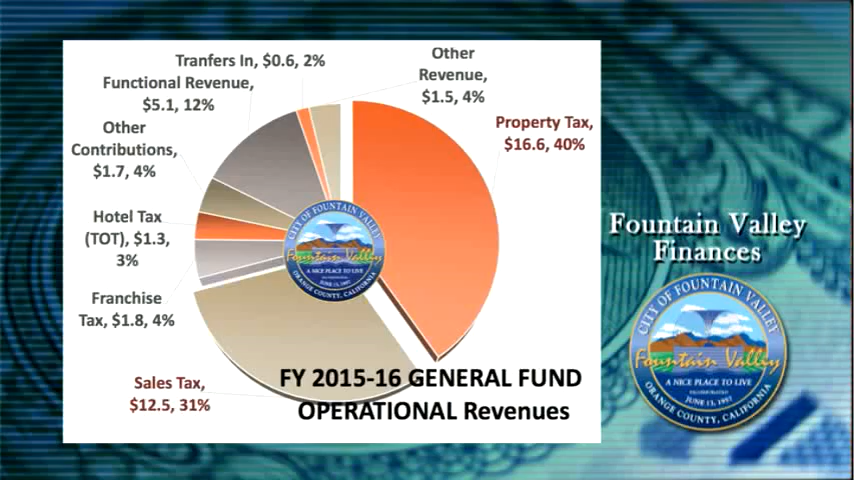 Tranfers In, $0.6, 2%
Functional Revenue,
$5.1, 12%
Other
Revenue,
$1.5, 4%
Property Tax,
$16.6, 40%
Other
Contributions,
$1.7, 4%
Hotel Tax
(TOT), $1.3,
3%
Franchise
Tax, $1.8, 4%
Sales Tax,
$12.5, 31%
CITY OF FOUNTAIN VALLEY
Fountain Valley
A NICE PLACE TO LIVE
INCORPORATED
JUNE 13, 1957
ORANGE COUNTY, CALIFORNIA
FY 2015-16 GENERAL FUND
OPERATIONAL Revenues
Fountain Valley
Finances
CITY OF FOUNTAIN VALLEY
Fountain Valley
A NICE PLACE TO LIVE
INCORPORATED
JUNE 13, 1957
ORANGE COUNTY, CALIFORNIA